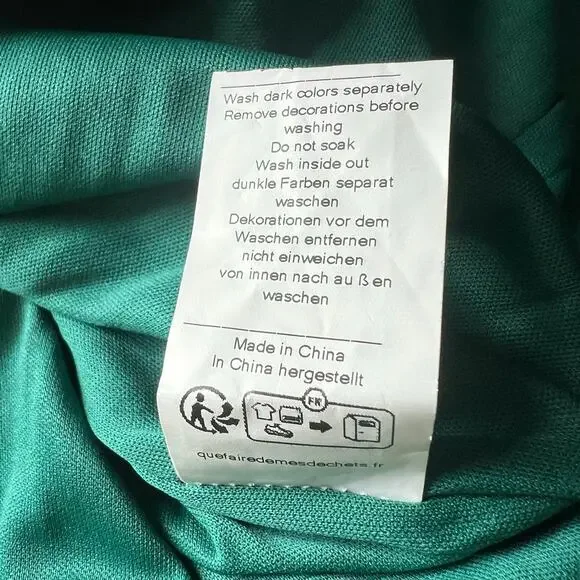 Wash dark colors separately
Remove decorations before
washing
Do not soak
Wash inside out
dunkle Farben separat
waschen
Dekorationen vor dem
Waschen entfernen
nicht einweichen
von innen nach au ß en
waschen
Made in China
In China hergestellt
FR
quefairedemesdechets.fr